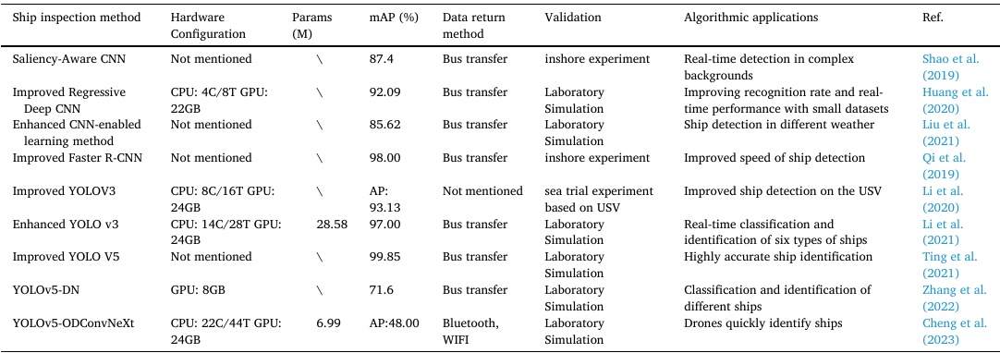 Ship inspection method Hardware Params mAP (%) Data return Validation Algorithmic applications Ref.
Configuration (M) method
Saliency-Aware CNN Not mentioned \ 87.4 Bus transfer inshore experiment Real-time detection in complex Shao et al.
backgrounds (2019)
Improved Regressive CPU: 4C/8T GPU: \ 92.09 Bus transfer Laboratory Improving recognition rate and real- Huang et al.
Deep CNN 22GB Simulation time performance with small datasets (2020)
Enhanced CNN-enabled Not mentioned \ 85.62 Bus transfer Laboratory Ship detection in different weather Liu et al.
learning method Simulation (2021)
Improved Faster R-CNN Not mentioned \ 98.00 Bus transfer inshore experiment Improved speed of ship detection Qi et al.
(2019)
Improved YOLOV3 CPU: 8C/16T GPU: \ AP: Not mentioned sea trial experiment Improved ship detection on the USV Li et al.
24GB 93.13 based on USV (2020)
Enhanced YOLO v3 CPU: 14C/28T GPU: 28.58 97.00 Bus transfer Laboratory Real-time classification and Li et al.
24GB Simulation identification of six types of ships (2021)
Improved YOLO V5 Not mentioned \ 99.85 Bus transfer Laboratory Highly accurate ship identification Ting et al.
Simulation (2021)
YOLOv5-DN GPU: 8GB \ 71.6 Bus transfer Laboratory Classification and identification of Zhang et al.
Simulation different ships (2022)
YOLOv5-ODConvNeXt CPU: 22C/44T GPU: 6.99 AP:48.00 Bluetooth, Laboratory Drones quickly identify ships Cheng et al.
24GB WIFI Simulation (2023)